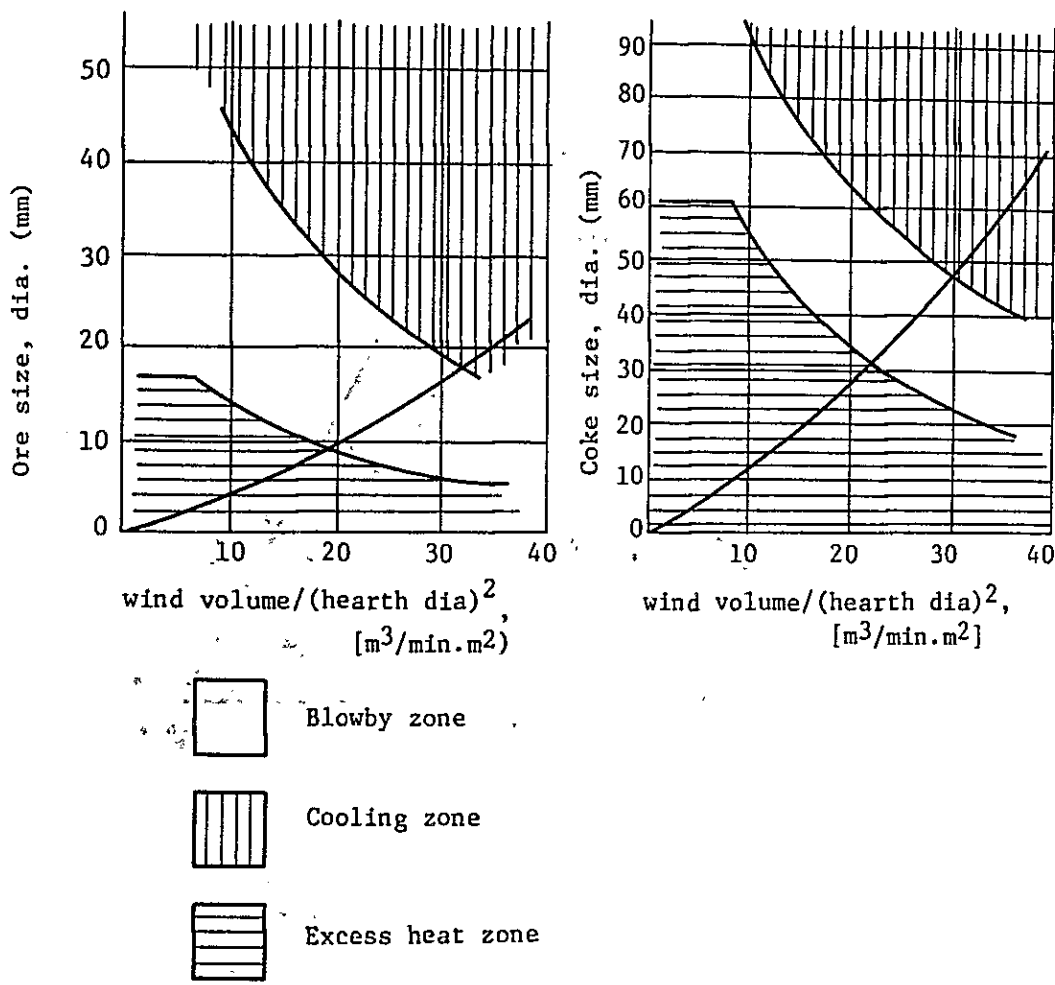 Ore size, dia. (mm)
50
40
30
20
10
0
10 20 30 40
wind volume/(hearth dia)²,
[m³/min.m²)
Coke size, dia. (mm)
90
80
70
60
50
40
30
20
10
0
10 20 30 40
wind volume/(hearth dia)²,
[m³/min.m²]
Blowby zone
Cooling zone
Excess heat zone